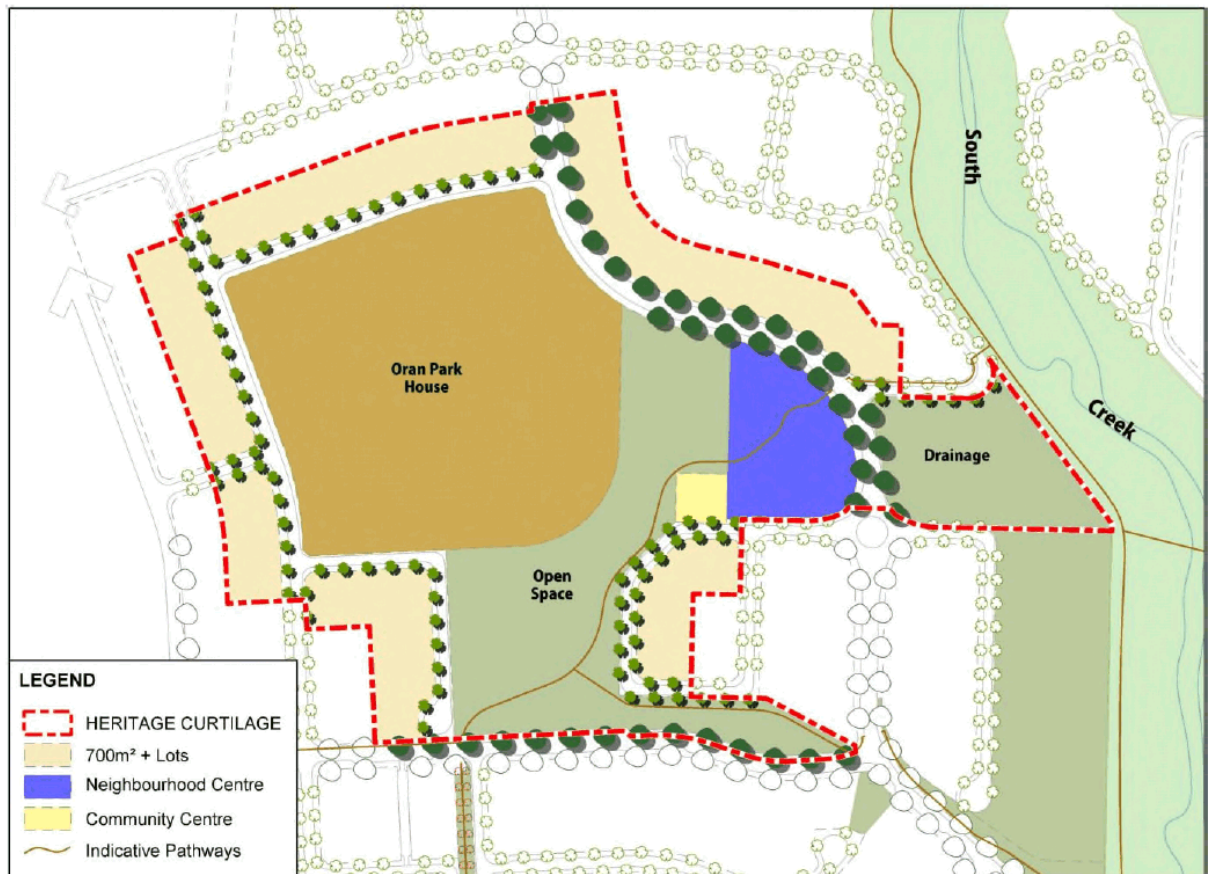 South
Creek
Oran Park
House
Drainage
Open
Space
LEGEND
HERITAGE CURTILAGE
700m² + Lots
Neighbourhood Centre
Community Centre
Indicative Pathways